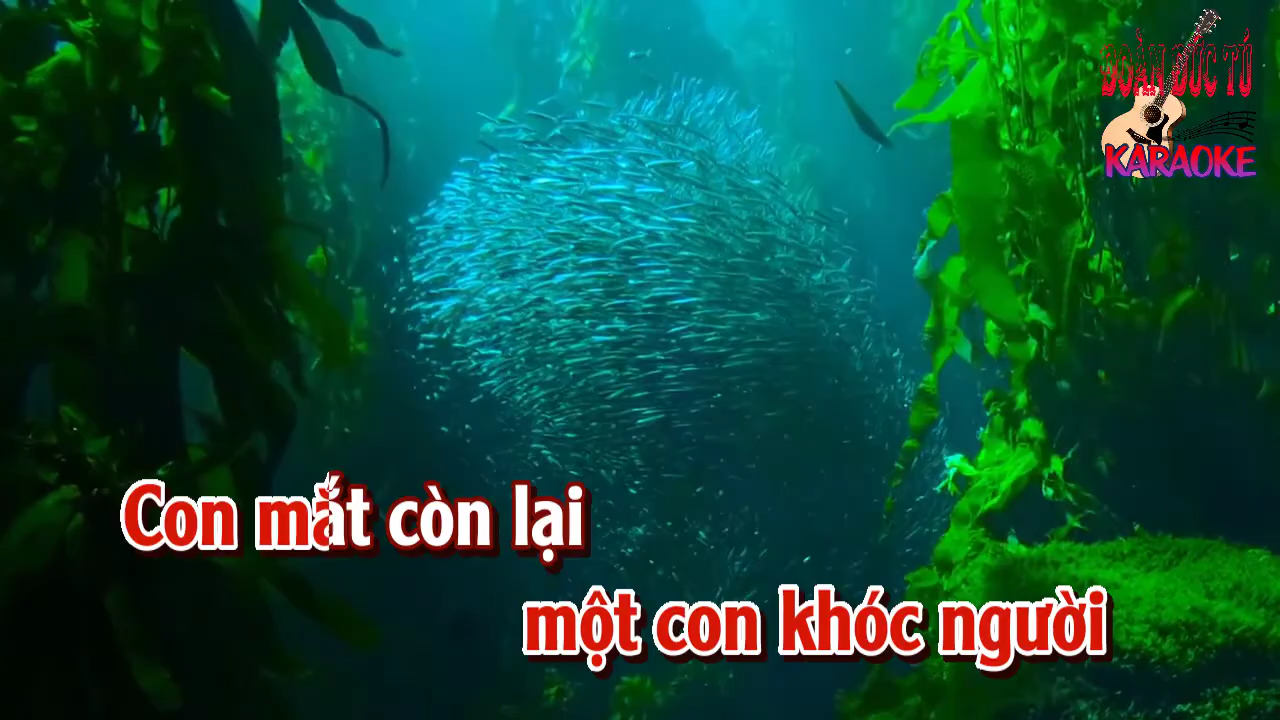 ĐOÀN ĐỨC TÚ
KARAOKE
Con mắt còn lại
một con khóc người